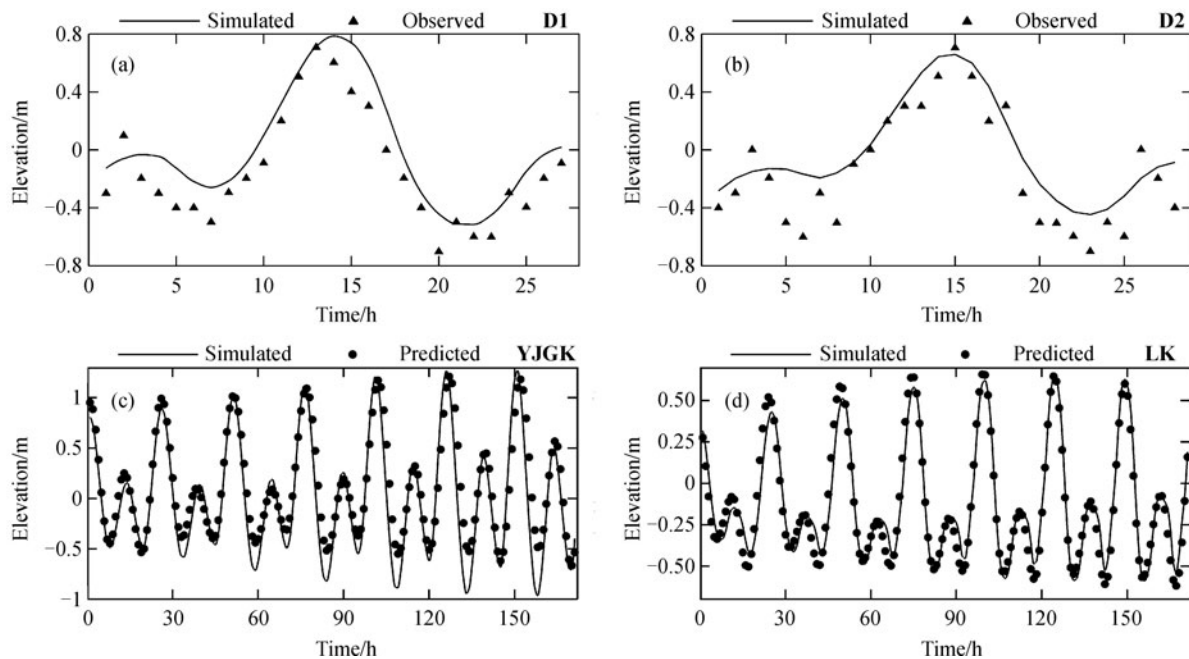 Simulated Observed D1
(a)
Elevation/m
0.8
0.4
0
−0.4
−0.8
0 5 10 15 20 25
Time/h
Simulated Observed D2
(b)
Elevation/m
0.8
0.4
0
−0.4
−0.8
0 5 10 15 20 25
Time/h
Simulated Predicted YJGK
(c)
Elevation/m
1
0.5
0
−0.5
−1
0 30 60 90 120 150
Time/h
Simulated Predicted LK
(d)
Elevation/m
0.50
0.25
0
−0.25
−0.50
0 30 60 90 120 150
Time/h